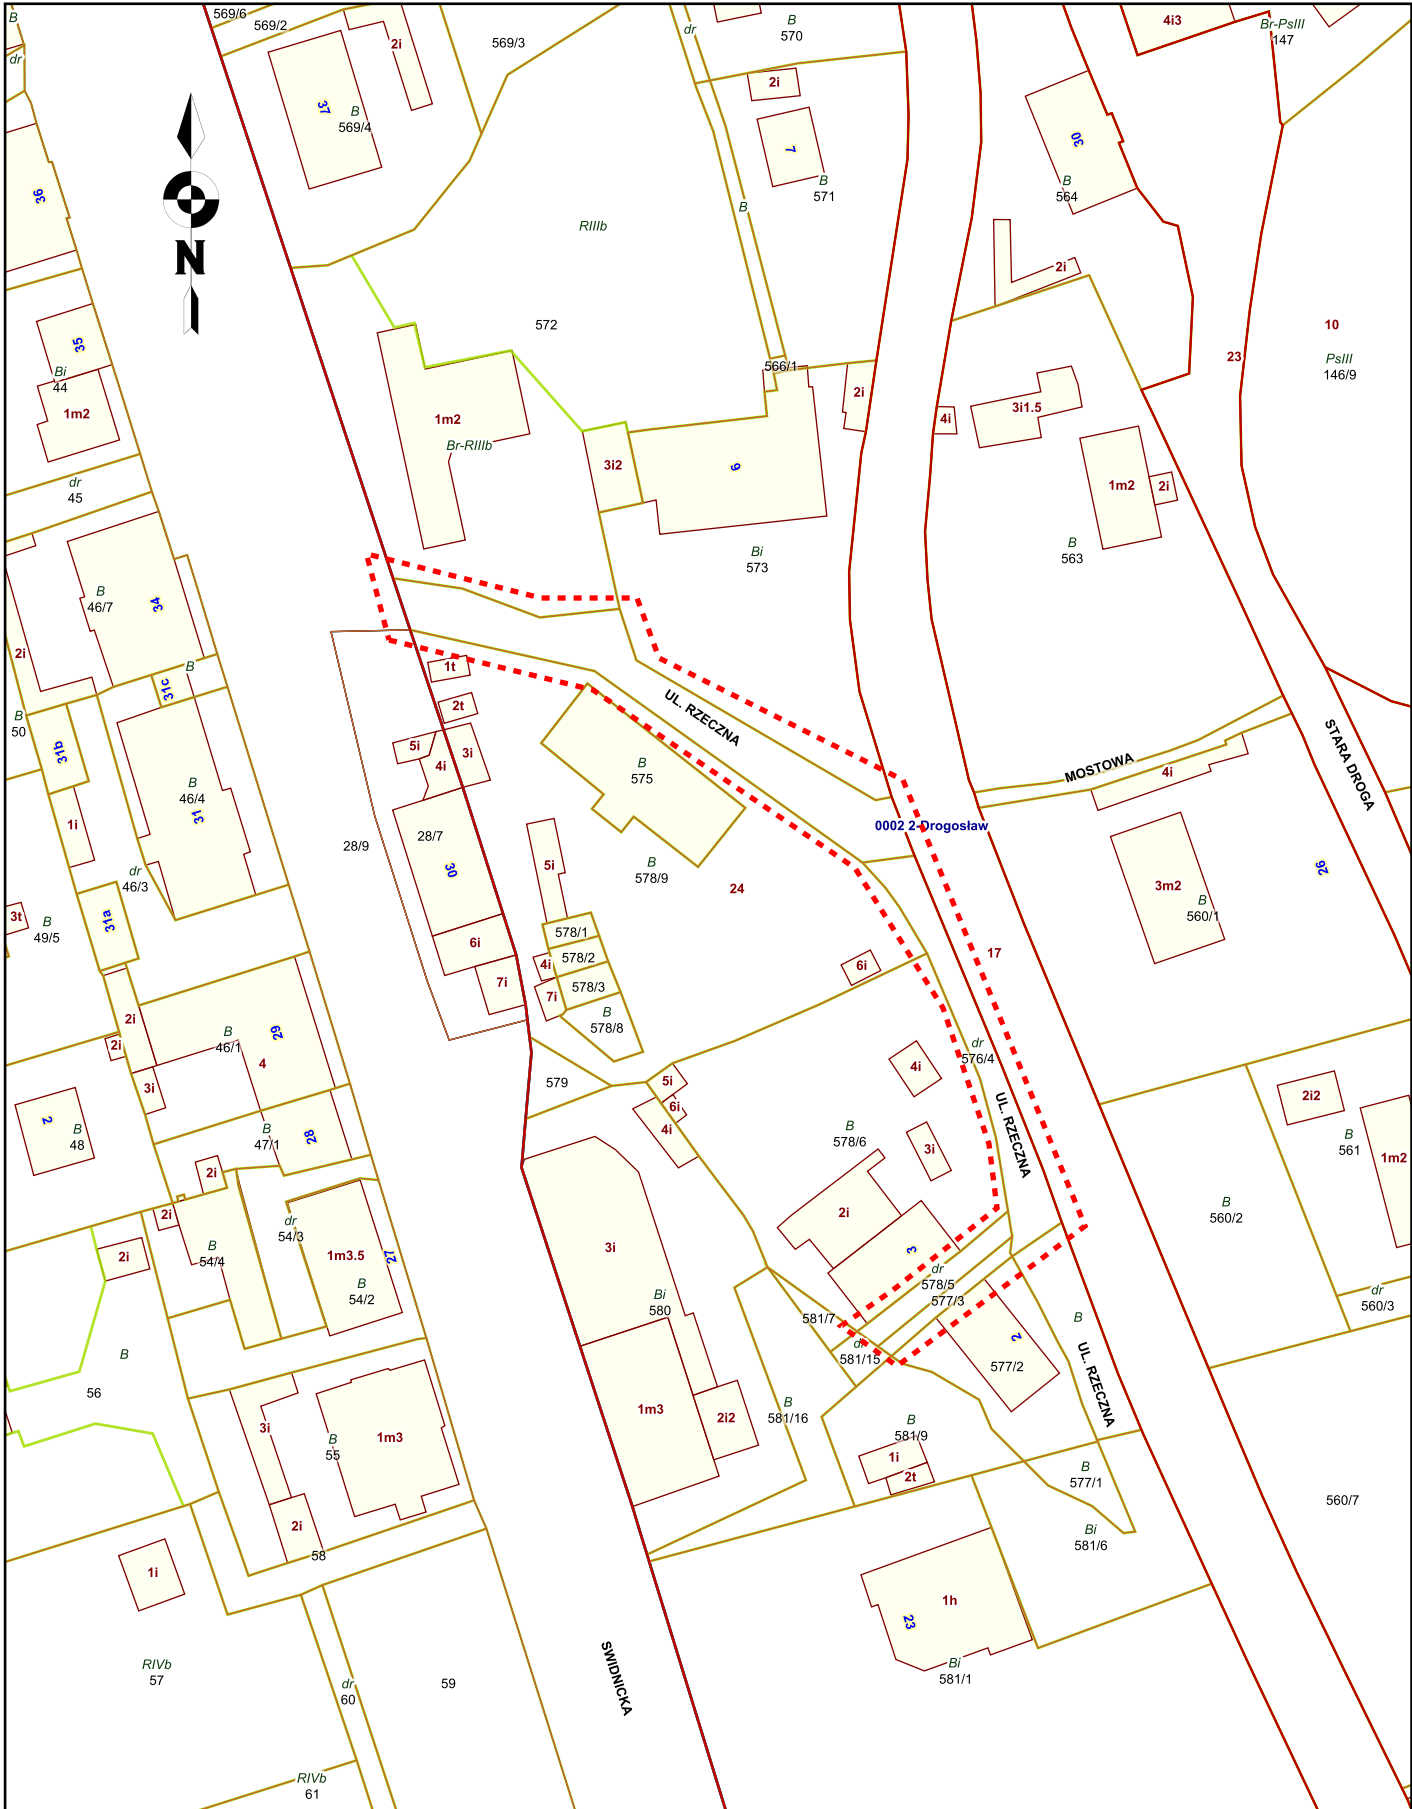 B
569/6
569/2
2i
569/3
dr
B
570
4i3
Br-PsIII
147
dr
37
B
569/4
2i
7
B
571
30
B
564
36
B
RIIIb
N
2i
572
35
Bi
44
1m2
566/1
2i
4i
3i1.5
23
10
PsIII
146/9
1m2
Br-RIIIb
3i2
9
1m2
2i
dr
45
Bi
573
B
563
B
46/7
34
2i
B
31c
1t
2t
UL. RZECZNA
B
50
31b
5i
4i
3i
B
575
MOSTOWA
4i
STARA DROGA
B
46/4
31
1i
28/9
28/7
30
0002 2-Drogosław
dr
46/3
5i
B
578/9
24
26
3m2
B
560/1
3t
B
49/5
31a
6i
578/1
4i
578/2
7i
7i
578/3
B
578/8
6i
17
2i
2i
B
46/1
29
4
dr
576/4
3i
579
5i
6i
4i
4i
UL. RZECZNA
2i2
2
B
48
B
47/1
28
B
578/6
3i
B
561
1m2
2i
2i
2i
dr
54/3
B
54/4
1m3.5
27
B
54/2
3i
2i
3
B
560/2
dr
578/5
577/3
dr
560/3
Bi
580
581/7
dr
581/15
2
577/2
B
UL. RZECZNA
B
56
3i
B
55
1m3
1m3
2i2
B
581/16
B
581/9
1i
2t
B
577/1
560/7
2i
58
Bi
581/6
1i
1h
23
Bi
581/1
RIVb
57
dr
60
59
SWIDNICKA
RIVb
61